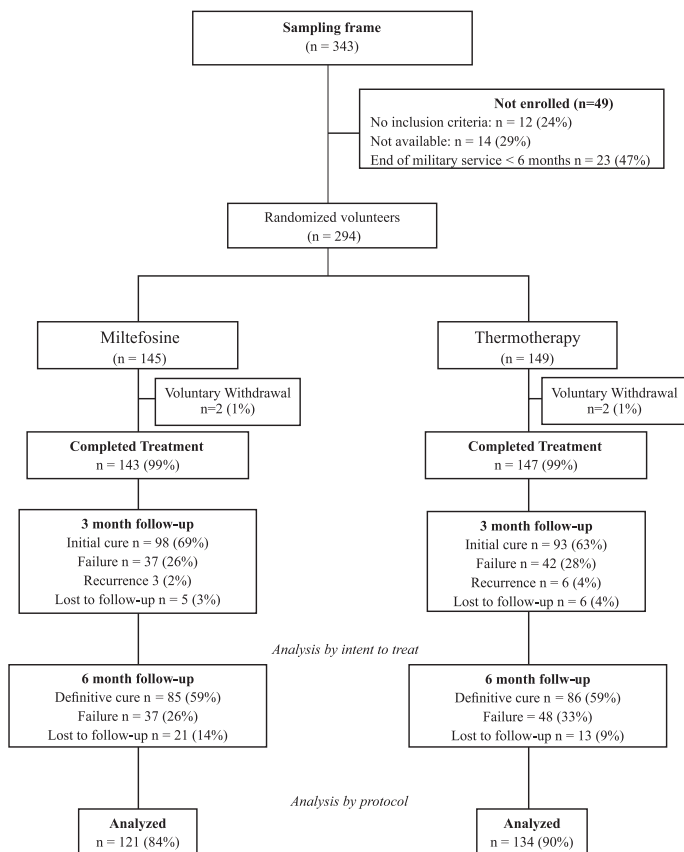 Sampling frame
(n = 343)
Not enrolled (n=49)
No inclusion criteria: n = 12 (24%)
Not available: n = 14 (29%)
End of military service < 6 months n = 23 (47%)
Randomized volunteers
(n = 294)
Miltefosine
(n = 145)
Thermotherapy
(n = 149)
Voluntary Withdrawal
n=2 (1%)
Voluntary Withdrawal
n=2 (1%)
Completed Treatment
n = 143 (99%)
Completed Treatment
n = 147 (99%)
3 month follow-up
Initial cure n = 98 (69%)
Failure n = 37 (26%)
Recurrence 3 (2%)
Lost to follow-up n = 5 (3%)
3 month follow-up
Initial cure n = 93 (63%)
Failure n = 42 (28%)
Recurrence n = 6 (4%)
Lost to follow-up n = 6 (4%)
Analysis by intent to treat
6 month follow-up
Definitive cure n = 85 (59%)
Failure n = 37 (26%)
Lost to follow-up n = 21 (14%)
6 month follw-up
Definitive cure n = 86 (59%)
Failure = 48 (33%)
Lost to follow-up n = 13 (9%)
Analysis by protocol
Analyzed
n = 121 (84%)
Analyzed
n = 134 (90%)